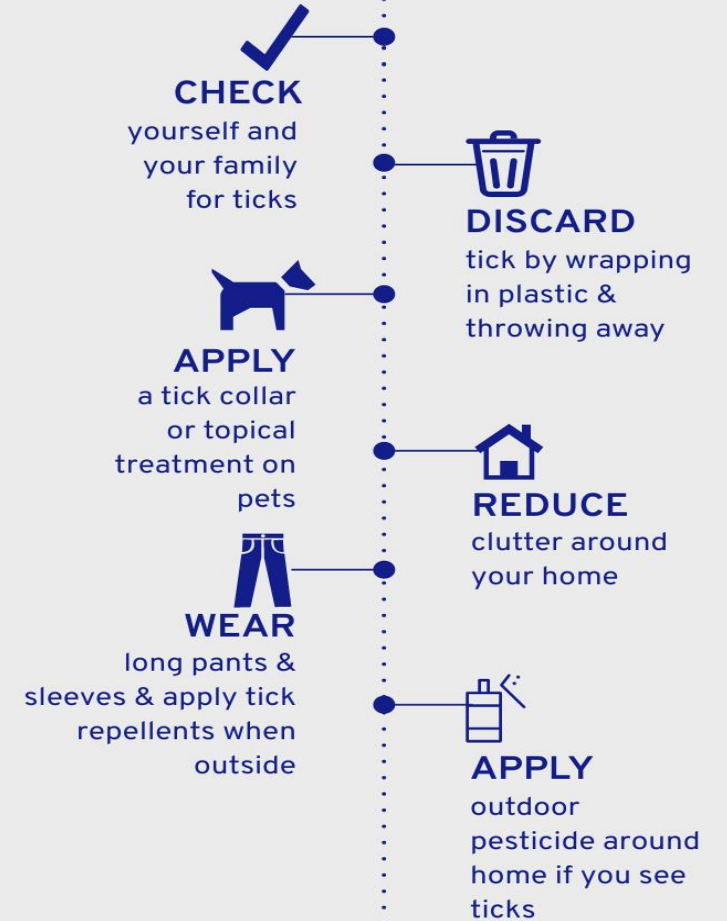 CHECK
yourself and
your family
for ticks
DISCARD
tick by wrapping
in plastic &
throwing away
APPLY
a tick collar
or topical
treatment on
pets
REDUCE
clutter around
your home
WEAR
long pants &
sleeves & apply tick
repellents when
outside
APPLY
outdoor
pesticide around
home if you see
ticks